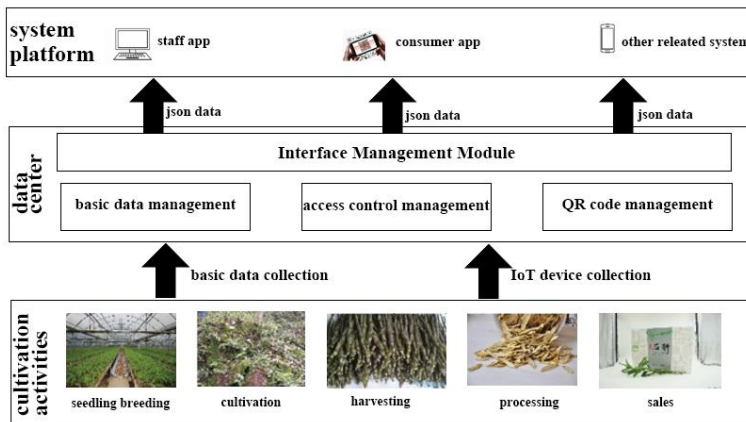 system
platform
staff app
consumer app
other releated system
json data
json data
json data
data
center
Interface Management Module
basic data management
access control management
QR code management
basic data collection
IoT device collection
cultivation
activities
seedling breeding
cultivation
harvesting
processing
sales